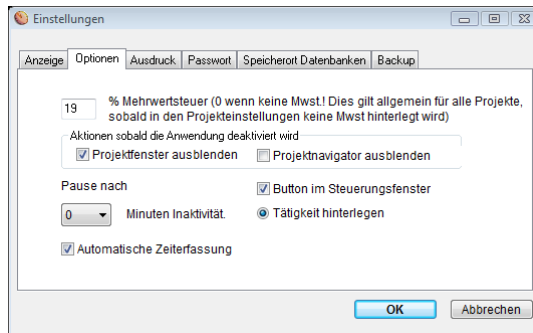 Einstellungen
Anzeige Optionen Ausdruck Passwort Speicherort Datenbanken Backup
19 % Mehrwertsteuer (0 wenn keine Mwst.! Dies gilt allgemein für alle Projekte,
sobald in den Projekteinstellungen keine Mwst hinterlegt wird)
Aktionen sobald die Anwendung deaktiviert wird
Projektfenster ausblenden Projektnavigator ausblenden
Pause nach Button im Steuerungsfenster
0 Minuten Inaktivität. Tätigkeit hinterlegen
Automatische Zeiterfassung
OK Abbrechen